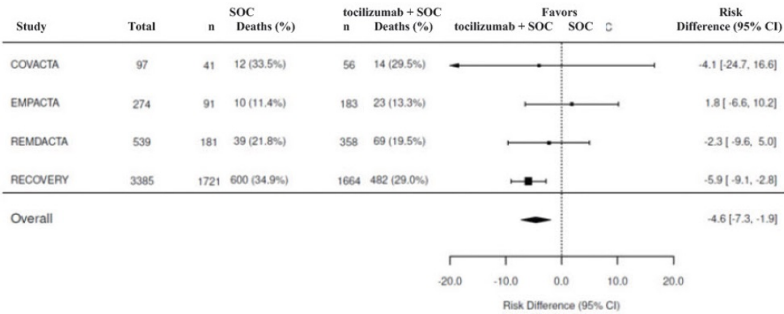 SOC tocilizumab + SOC Favors Risk
Study Total n Deaths (%) n Deaths (%) tocilizumab + SOC SOC C Difference (95% CI)
COVACTA 97 41 12 (33.5%) 56 14 (29.5%) -4.1 [-24.7, 16.6]
EMPACTA 274 91 10 (11.4%) 183 23 (13.3%) 1.8 [ -6.6, 10.2]
REMDACTA 539 181 39 (21.8%) 358 69 (19.5%) -2.3 [ -9.6, 5.0]
RECOVERY 3385 1721 600 (34.9%) 1664 482 (29.0%) -5.9 [ -9.1, -2.8]
Overall -4.6 [-7.3, -1.9]
-20.0 -10.0 0.0 10.0 20.0
Risk Difference (95% CI)